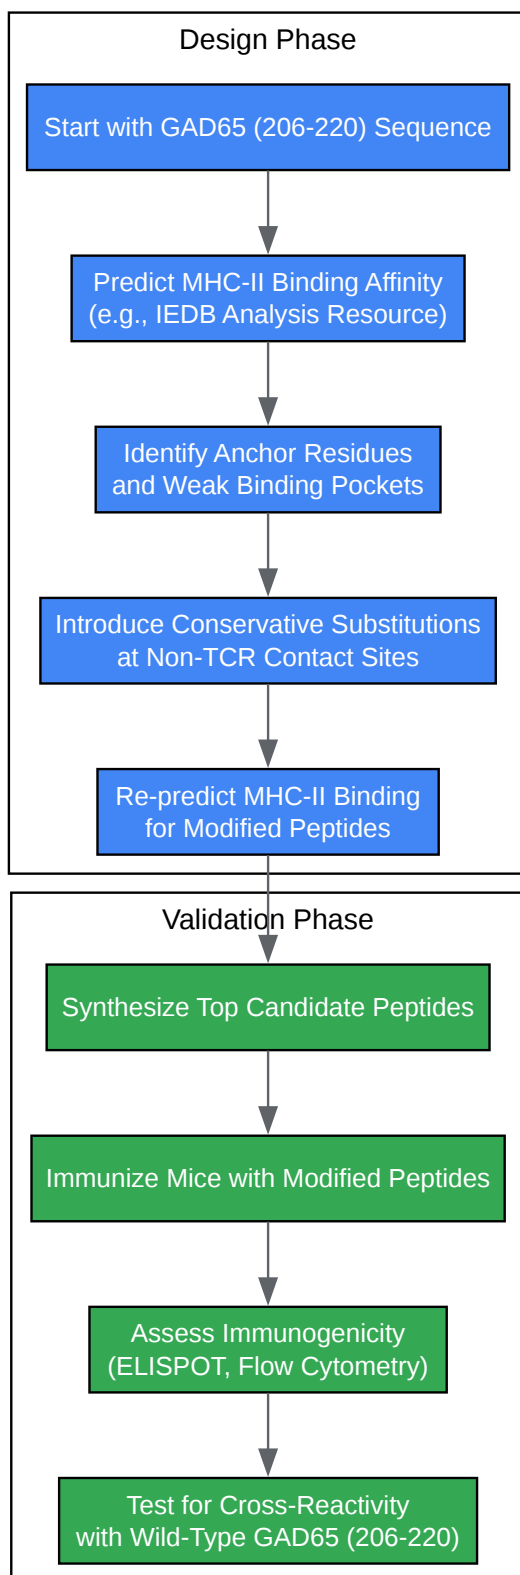 Design Phase
Start with GAD65 (206-220) Sequence
Predict MHC-II Binding Affinity
(e.g., IEDB Analysis Resource)
Identify Anchor Residues
and Weak Binding Pockets
Introduce Conservative Substitutions
at Non-TCR Contact Sites
Re-predict MHC-II Binding
for Modified Peptides
Validation Phase
Synthesize Top Candidate Peptides
Immunize Mice with Modified Peptides
Assess Immunogenicity
(ELISPOT, Flow Cytometry)
Test for Cross-Reactivity
with Wild-Type GAD65 (206-220)